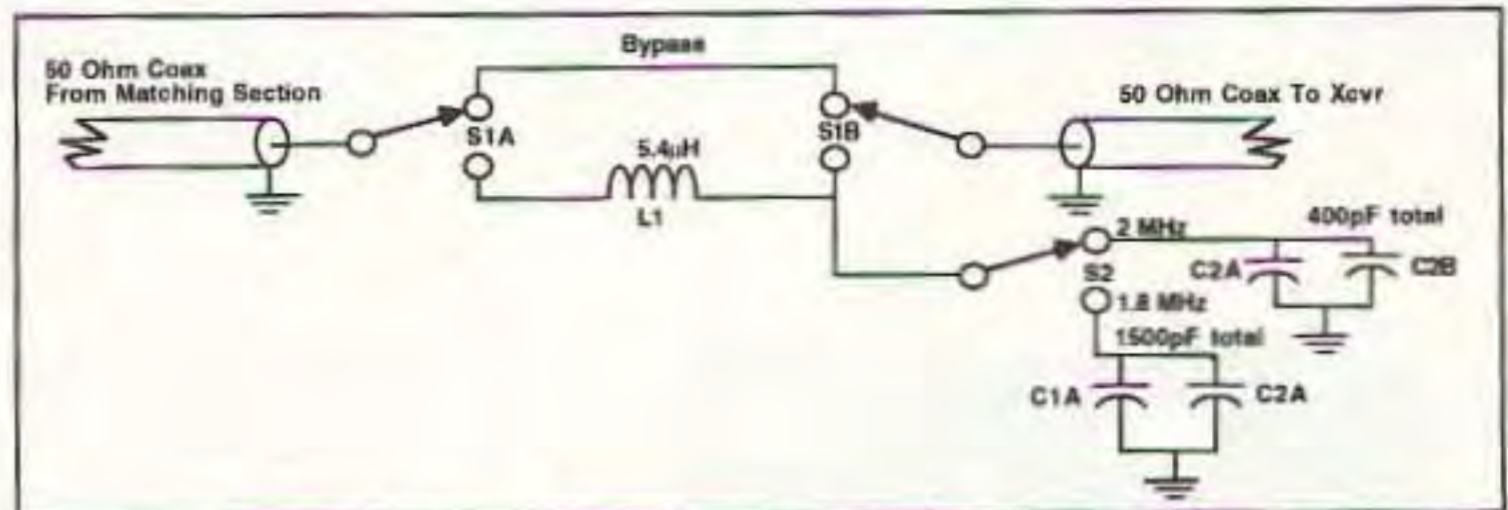 Bypass
50 Ohm Coax
From Matching Section
50 Ohm Coax To Xcvr
S1A
S1B
5.4µH
L1
400pF total
2 MHz
C2A
C2B
S2
1.8 MHz
1500pF total
C1A
C2A